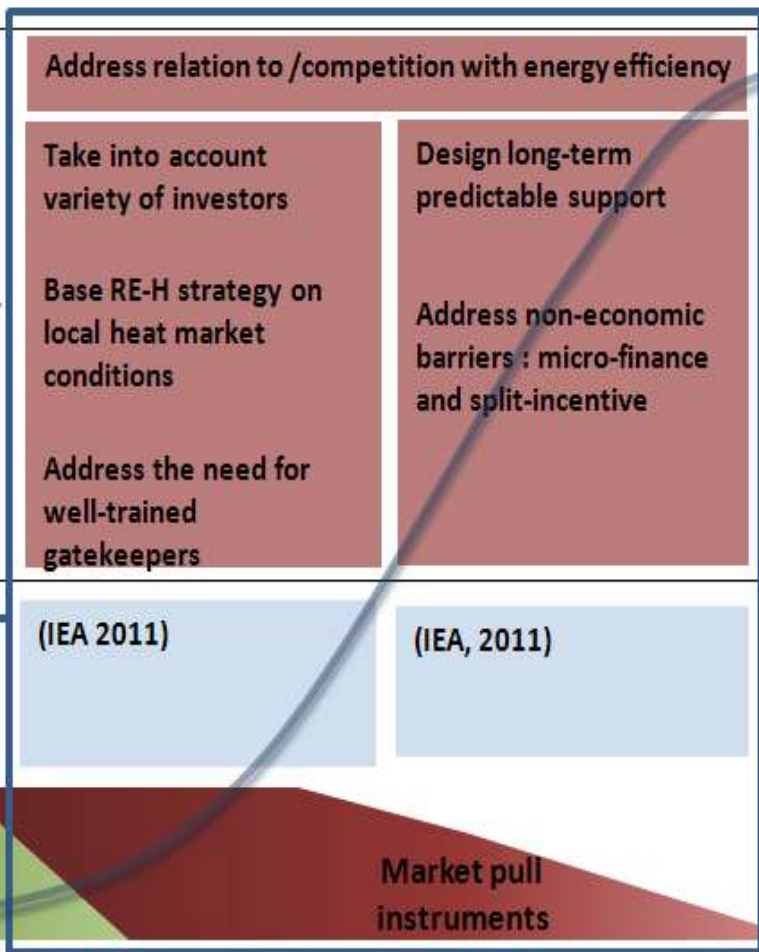 Address relation to /competition with energy efficiency
Take into account
variety of investors
Base RE-H strategy on
local heat market
conditions
Address the need for
well-trained
gatekeepers
Design long-term
predictable support
Address non-economic
barriers : micro-finance
and split-incentive
(IEA 2011)
(IEA, 2011)
Market pull
instruments